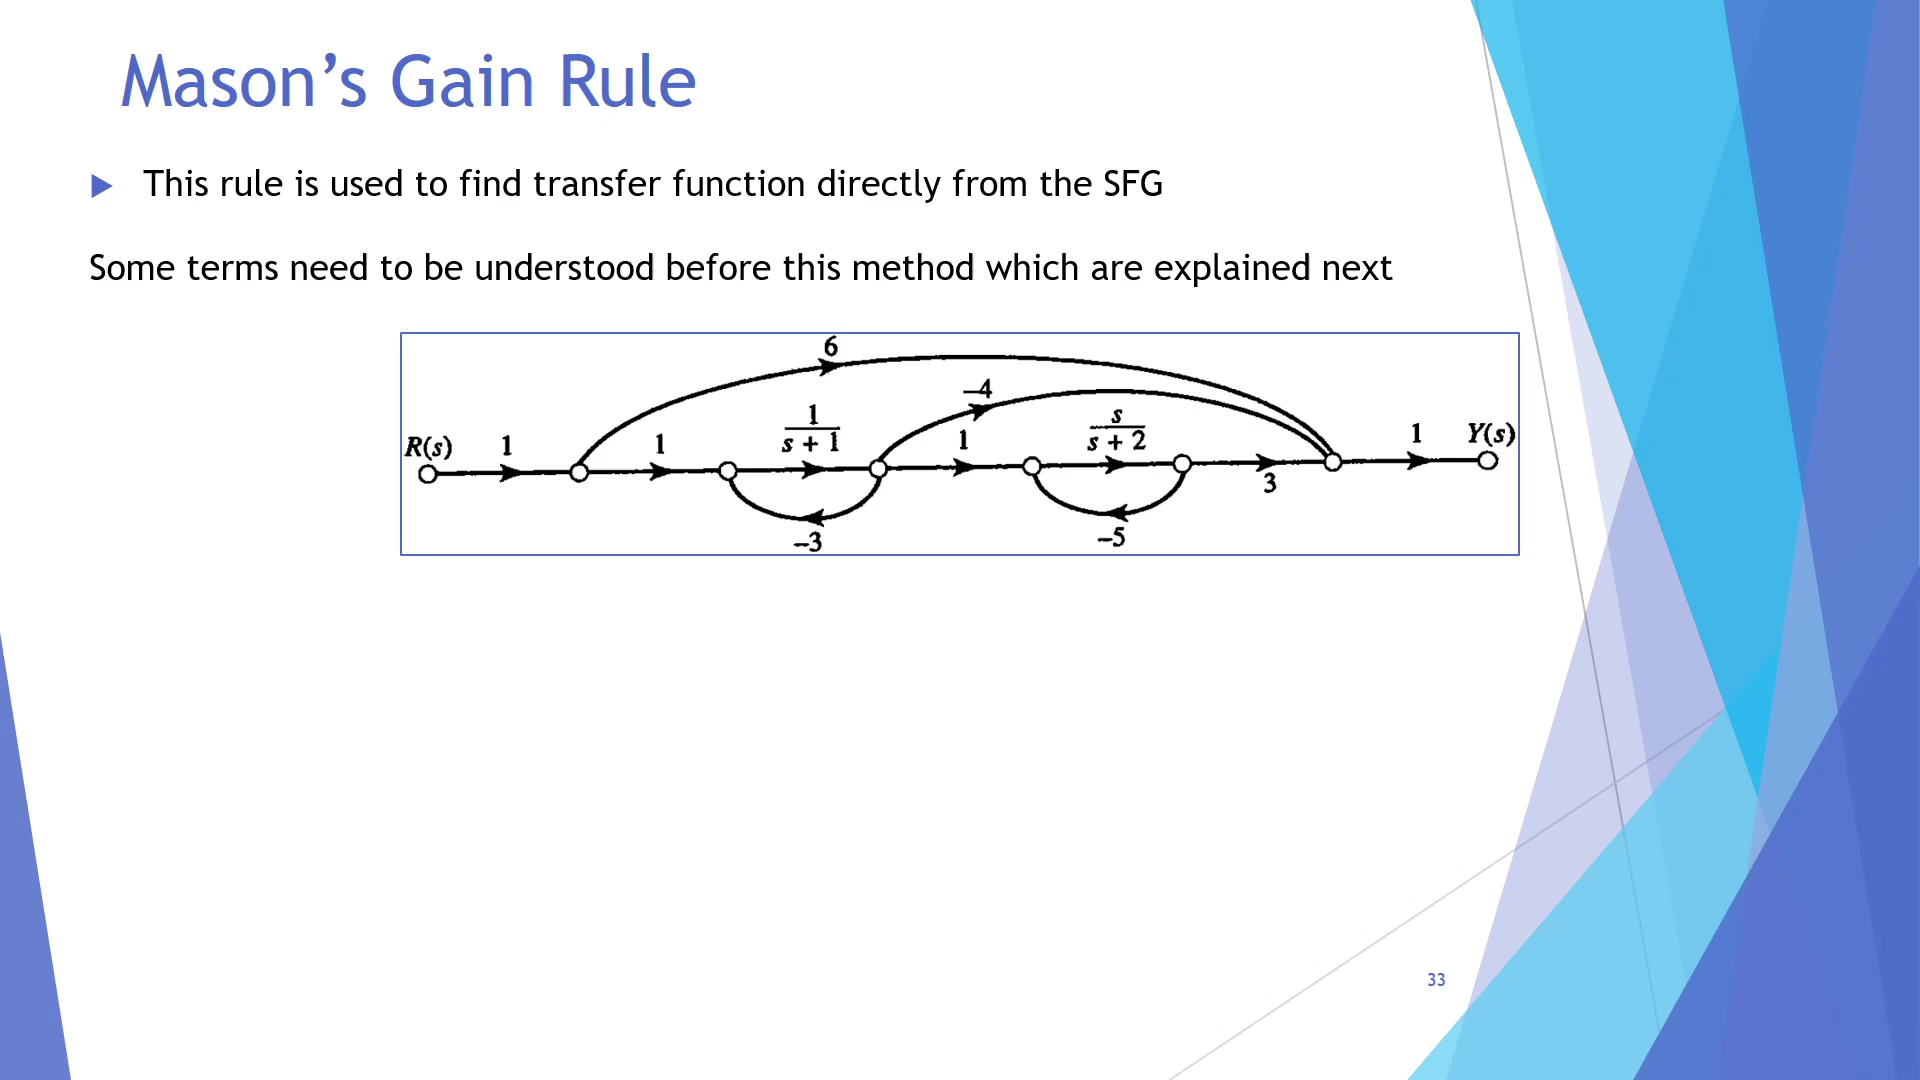 Mason’s Gain Rule
This rule is used to find transfer function directly from the SFG
Some terms need to be understood before this method which are explained next
6
–4
R(s) 1 1 1/(s + 1) 1 s/(s + 2) 1 Y(s)
3
–3 –5
33